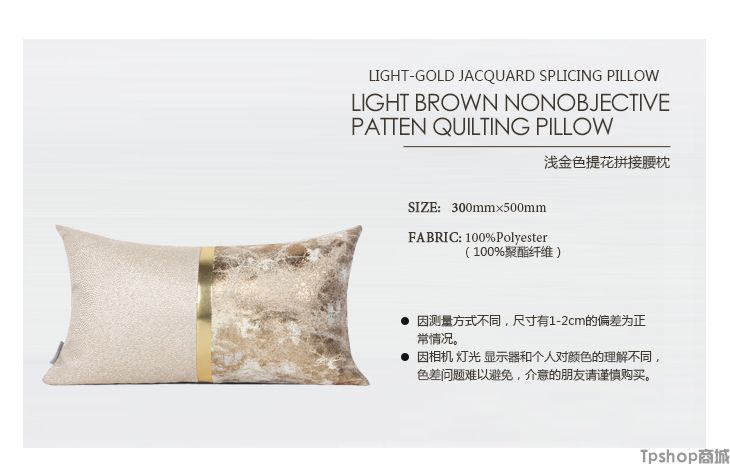 LIGHT-GOLD JACQUARD SPLICING PILLOW
LIGHT BROWN NONOBJECTIVE
PATTEN QUILTING PILLOW
浅金色提花拼接腰枕
SIZE: 300mm×500mm
FABRIC: 100%Polyester
（100%聚酯纤维）
● 因测量方式不同，尺寸有1-2cm的偏差为正
常情况。
● 因相机 灯光 显示器和个人对颜色的理解不同，
色差问题难以避免，介意的朋友请谨慎购买。
Tpshop商城